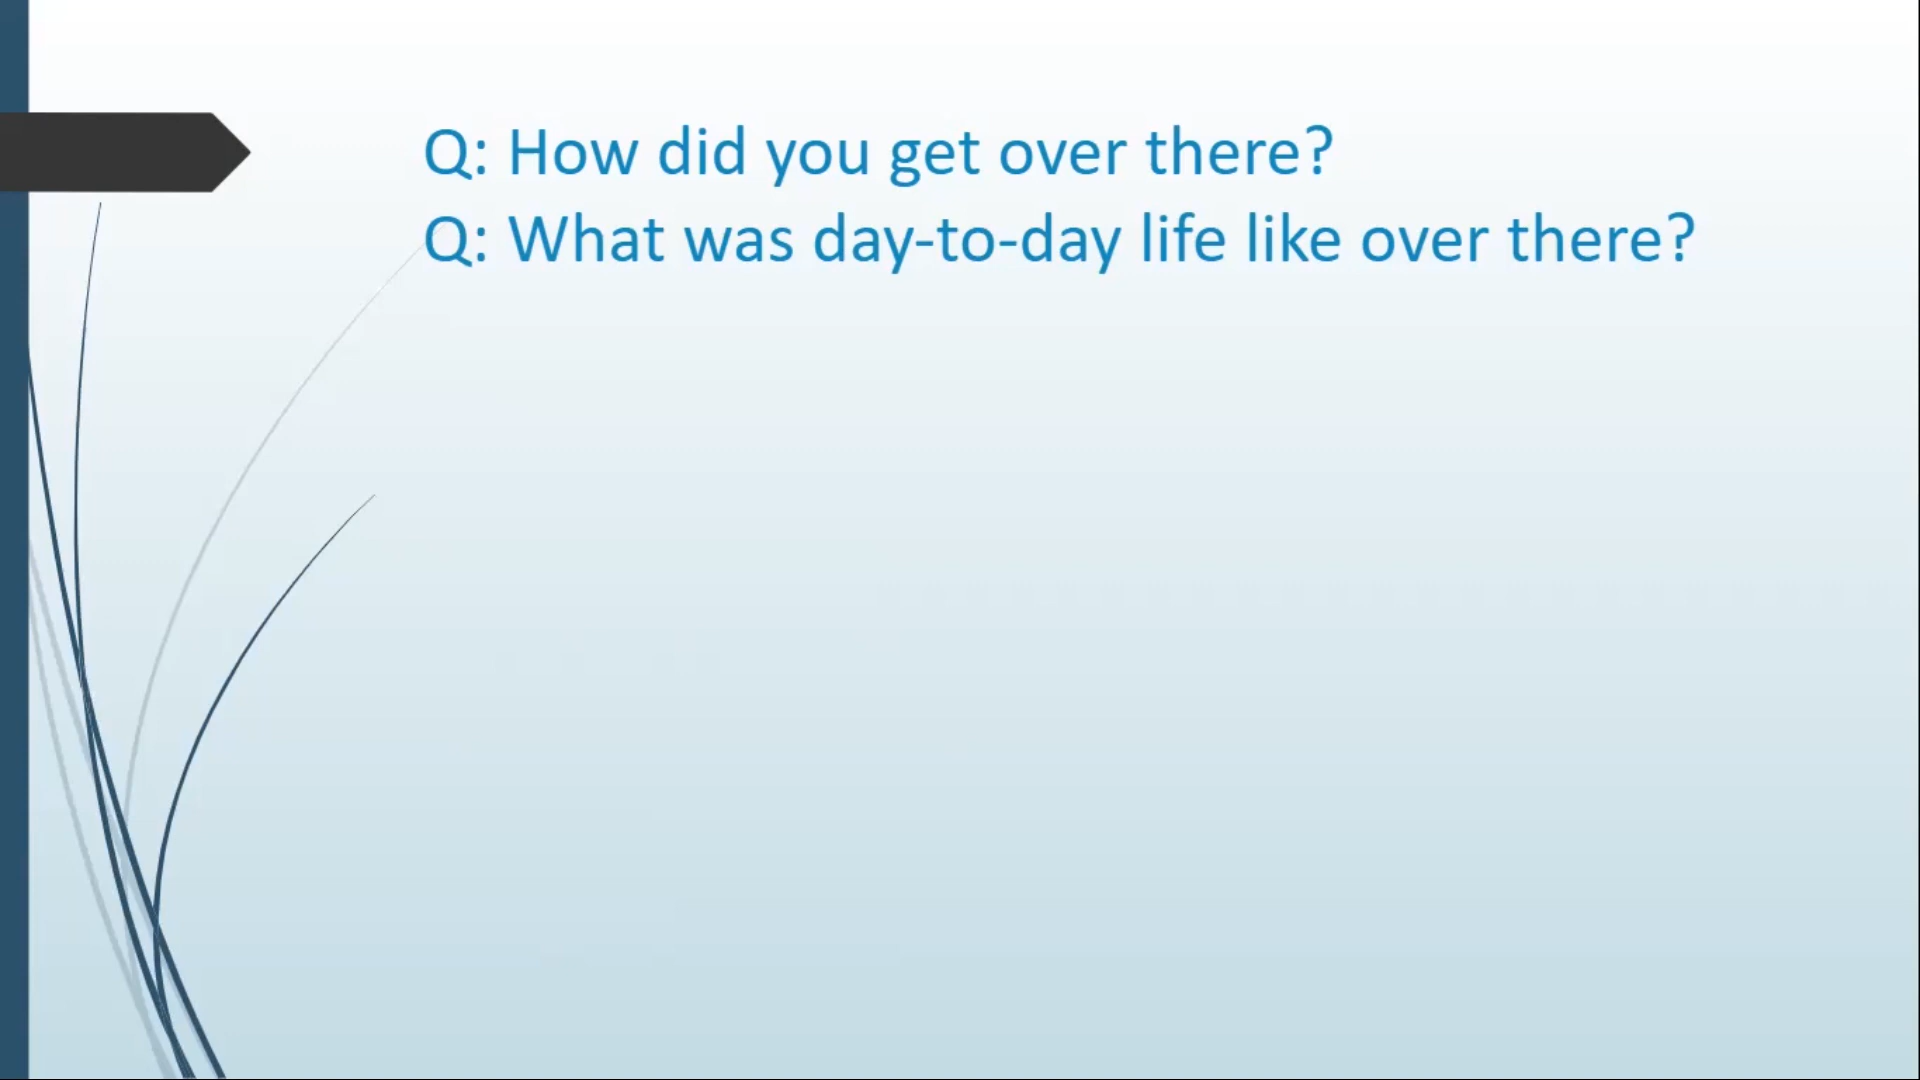 Q: How did you get over there?
Q: What was day-to-day life like over there?